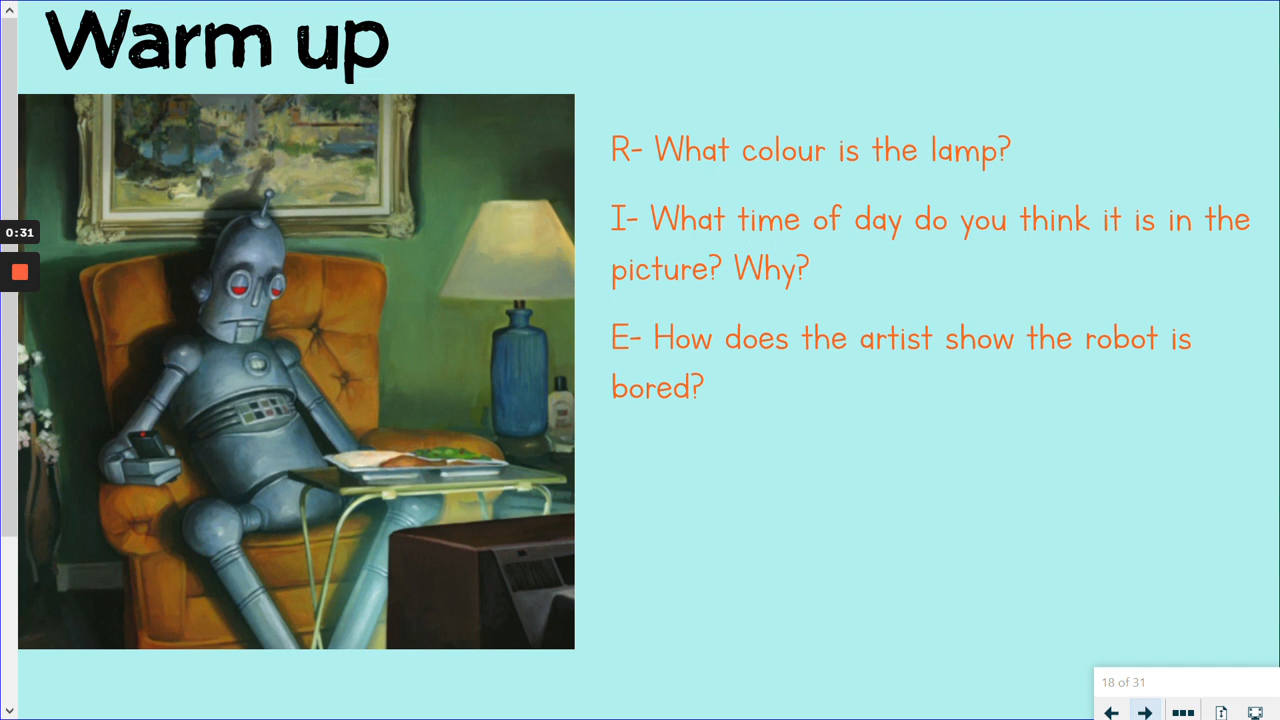 Warm up
R- What colour is the lamp?
I- What time of day do you think it is in the
picture? Why?
E- How does the artist show the robot is
bored?
0:31
18 of 31